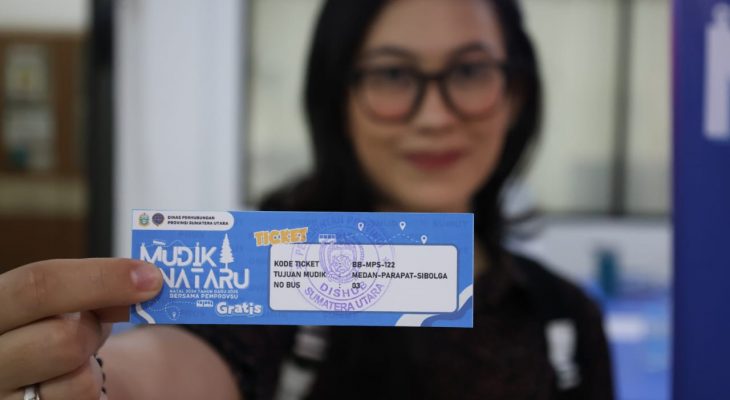 DINAS PERHUBUNGAN
PROVINSI SUMATERA UTARA
MUDIK
NATARU
BERSAMA PEMPROVSU
Gratis
TICKET
KODE TICKET : BB-MPS-122
TUJUAN MUDIK : MEDAN-PARAPAT-SIBOLGA
NO BUS : 03
DISHUB
SUMATERA UTARA